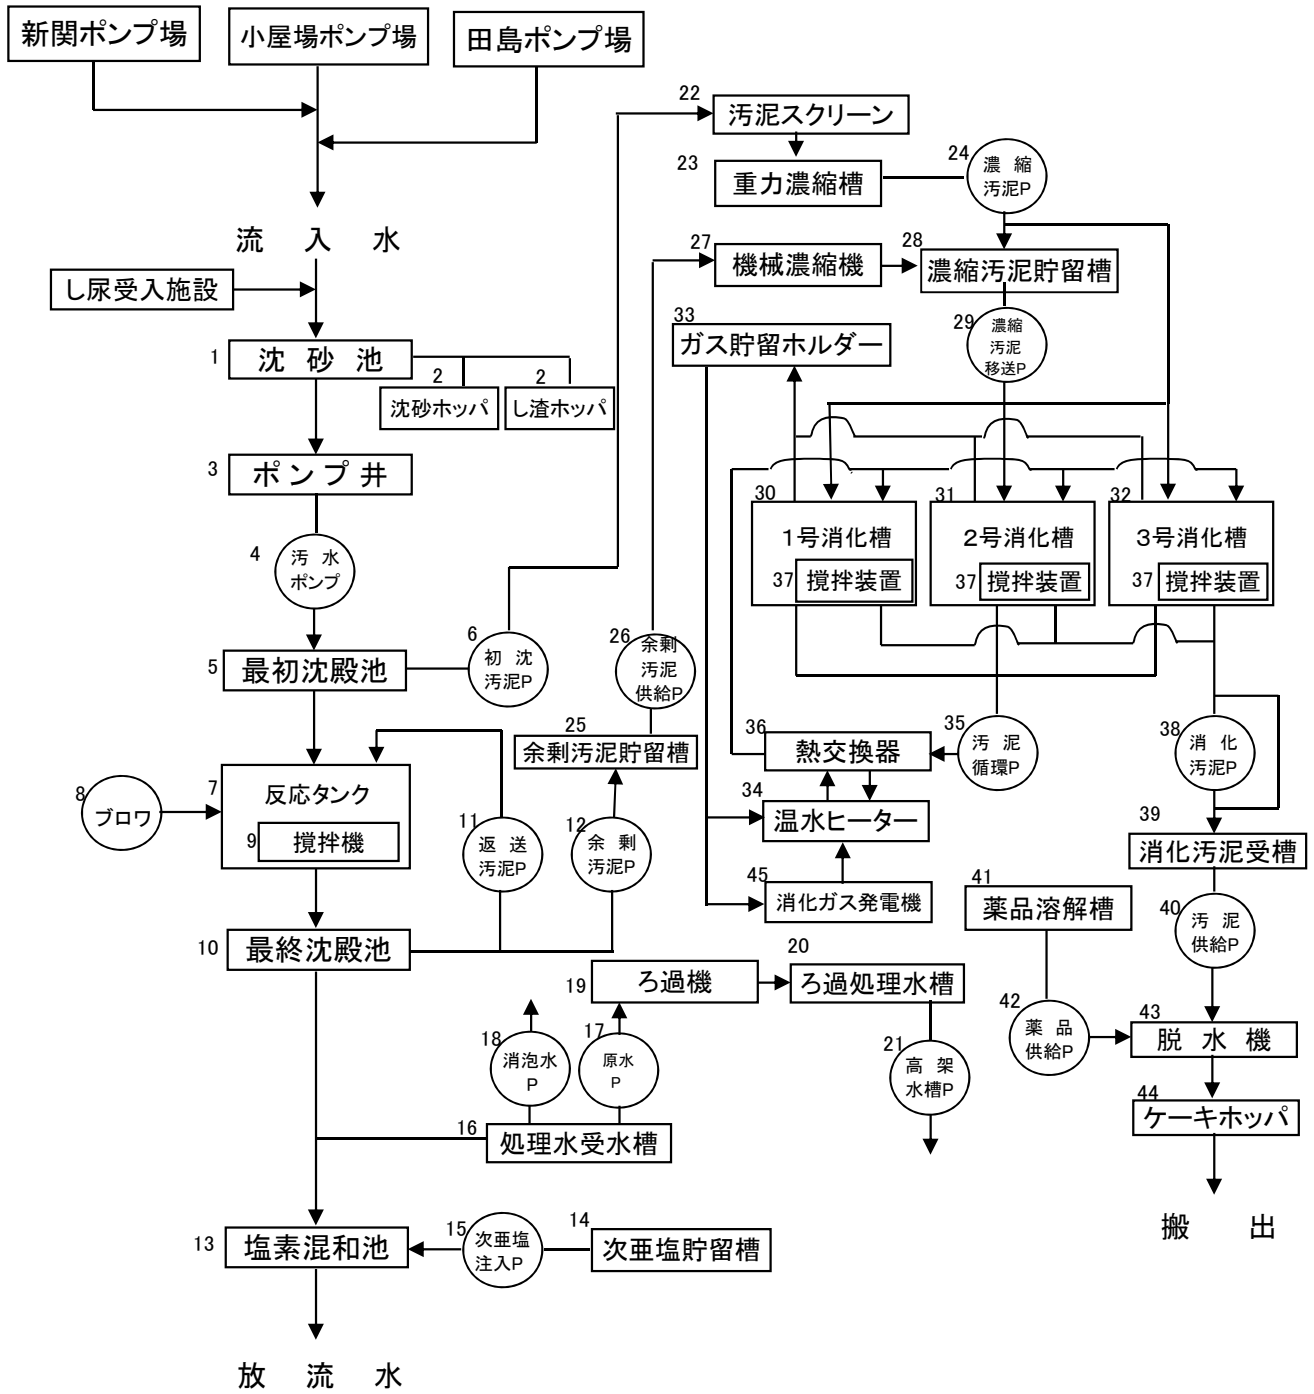 新関ポンプ場
小屋場ポンプ場
田島ポンプ場
流 入 水
し尿受入施設
1
沈 砂 池
2
沈砂ホッパ
2
し渣ホッパ
3
ポ ン プ 井
4
汚 水
ポンプ
5
最初沈殿池
6
初 沈
汚泥P
7
反応タンク
8
ブロワ
9
撹拌機
10
最終沈殿池
11
返 送
汚泥P
12
余 剰
汚泥P
13
塩素混和池
14
次亜塩貯留槽
15
次亜塩
注入P
放 流 水
16
処理水受水槽
17
原水
P
18
消泡水
P
19
ろ過機
20
ろ過処理水槽
21
高 架
水槽P
22
汚泥スクリーン
23
重力濃縮槽
24
濃 縮
汚泥P
25
余剰汚泥貯留槽
26
余剰
汚泥
供給P
27
機械濃縮機
28
濃縮汚泥貯留槽
29
濃縮
汚泥
移送P
33
ガス貯留ホルダー
30
1号消化槽
37
撹拌装置
31
2号消化槽
37
撹拌装置
32
3号消化槽
37
撹拌装置
36
熱交換器
35
汚 泥
循環P
34
温水ヒーター
45
消化ガス発電機
38
消 化
汚泥P
39
消化汚泥受槽
40
汚 泥
供給P
41
薬品溶解槽
42
薬 品
供給P
43
脱 水 機
44
ケーキホッパ
搬 出